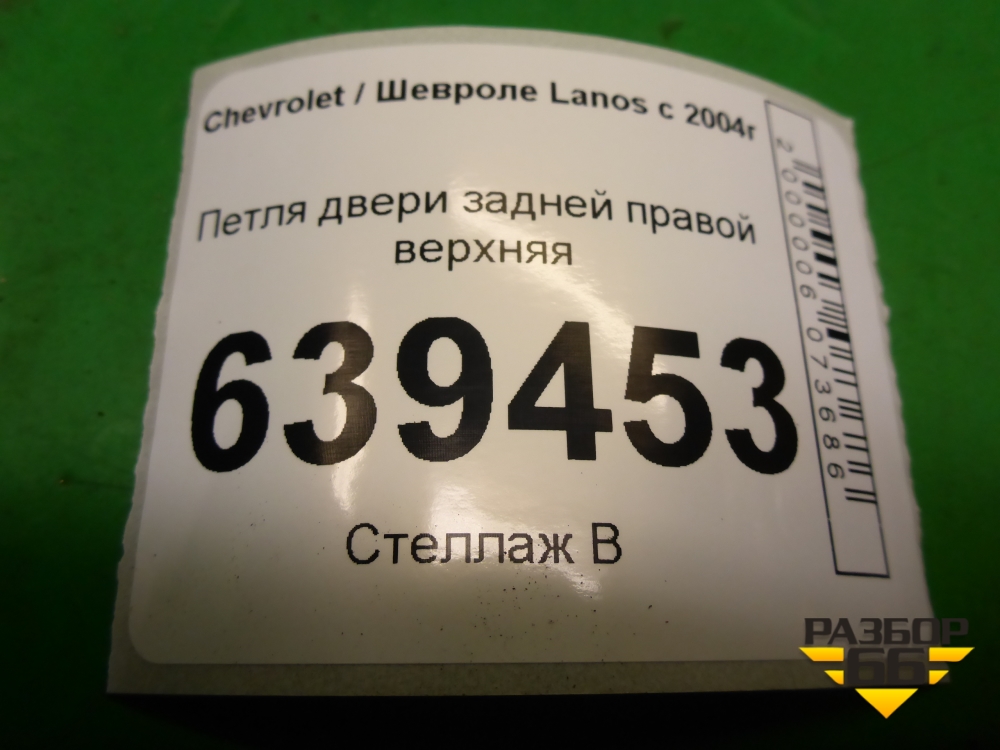 Chevrolet / Шевроле Lanos с 2004г
Петля двери задней правой
верхняя
639453
Стеллаж В
2000006073686
РАЗБОР
66